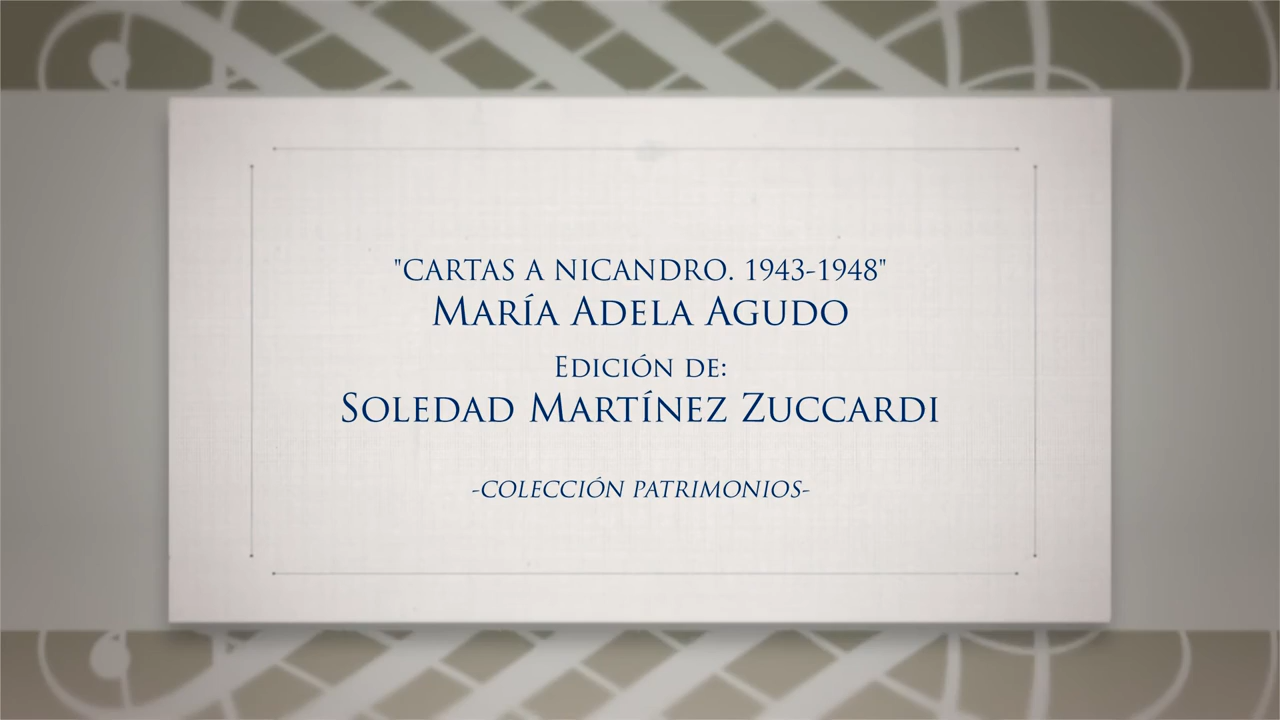 "CARTAS A NICANDRO. 1943-1948"
MARÍA ADELA AGUDO
EDICIÓN DE:
SOLEDAD MARTÍNEZ ZUCCARDI
-COLECCIÓN PATRIMONIOS-